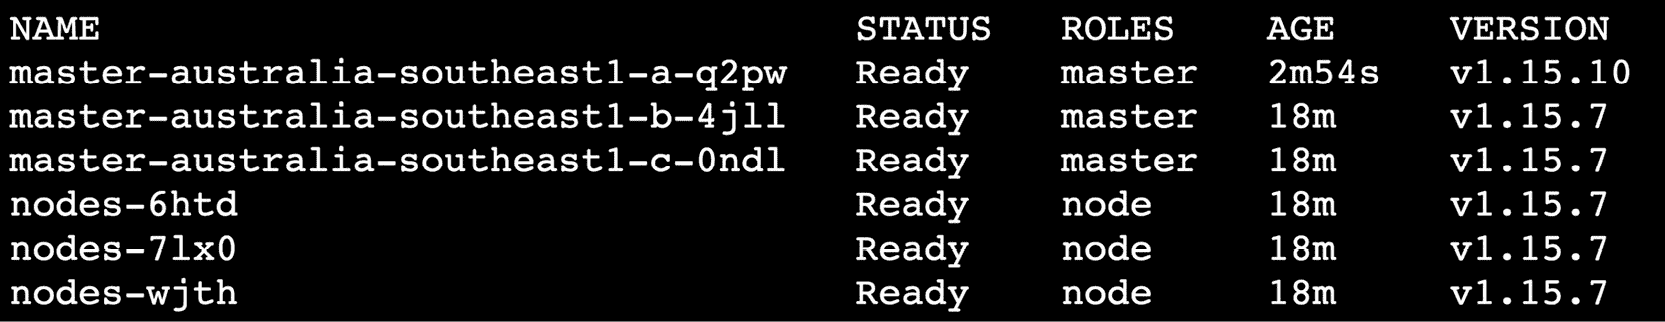 NAME STATUS ROLES AGE VERSION
master-australia-southeast1-a-q2pw Ready master 2m54s v1.15.10
master-australia-southeast1-b-4jll Ready master 18m v1.15.7
master-australia-southeast1-c-0ndl Ready master 18m v1.15.7
nodes-6htd Ready node 18m v1.15.7
nodes-7lx0 Ready node 18m v1.15.7
nodes-wjth Ready node 18m v1.15.7